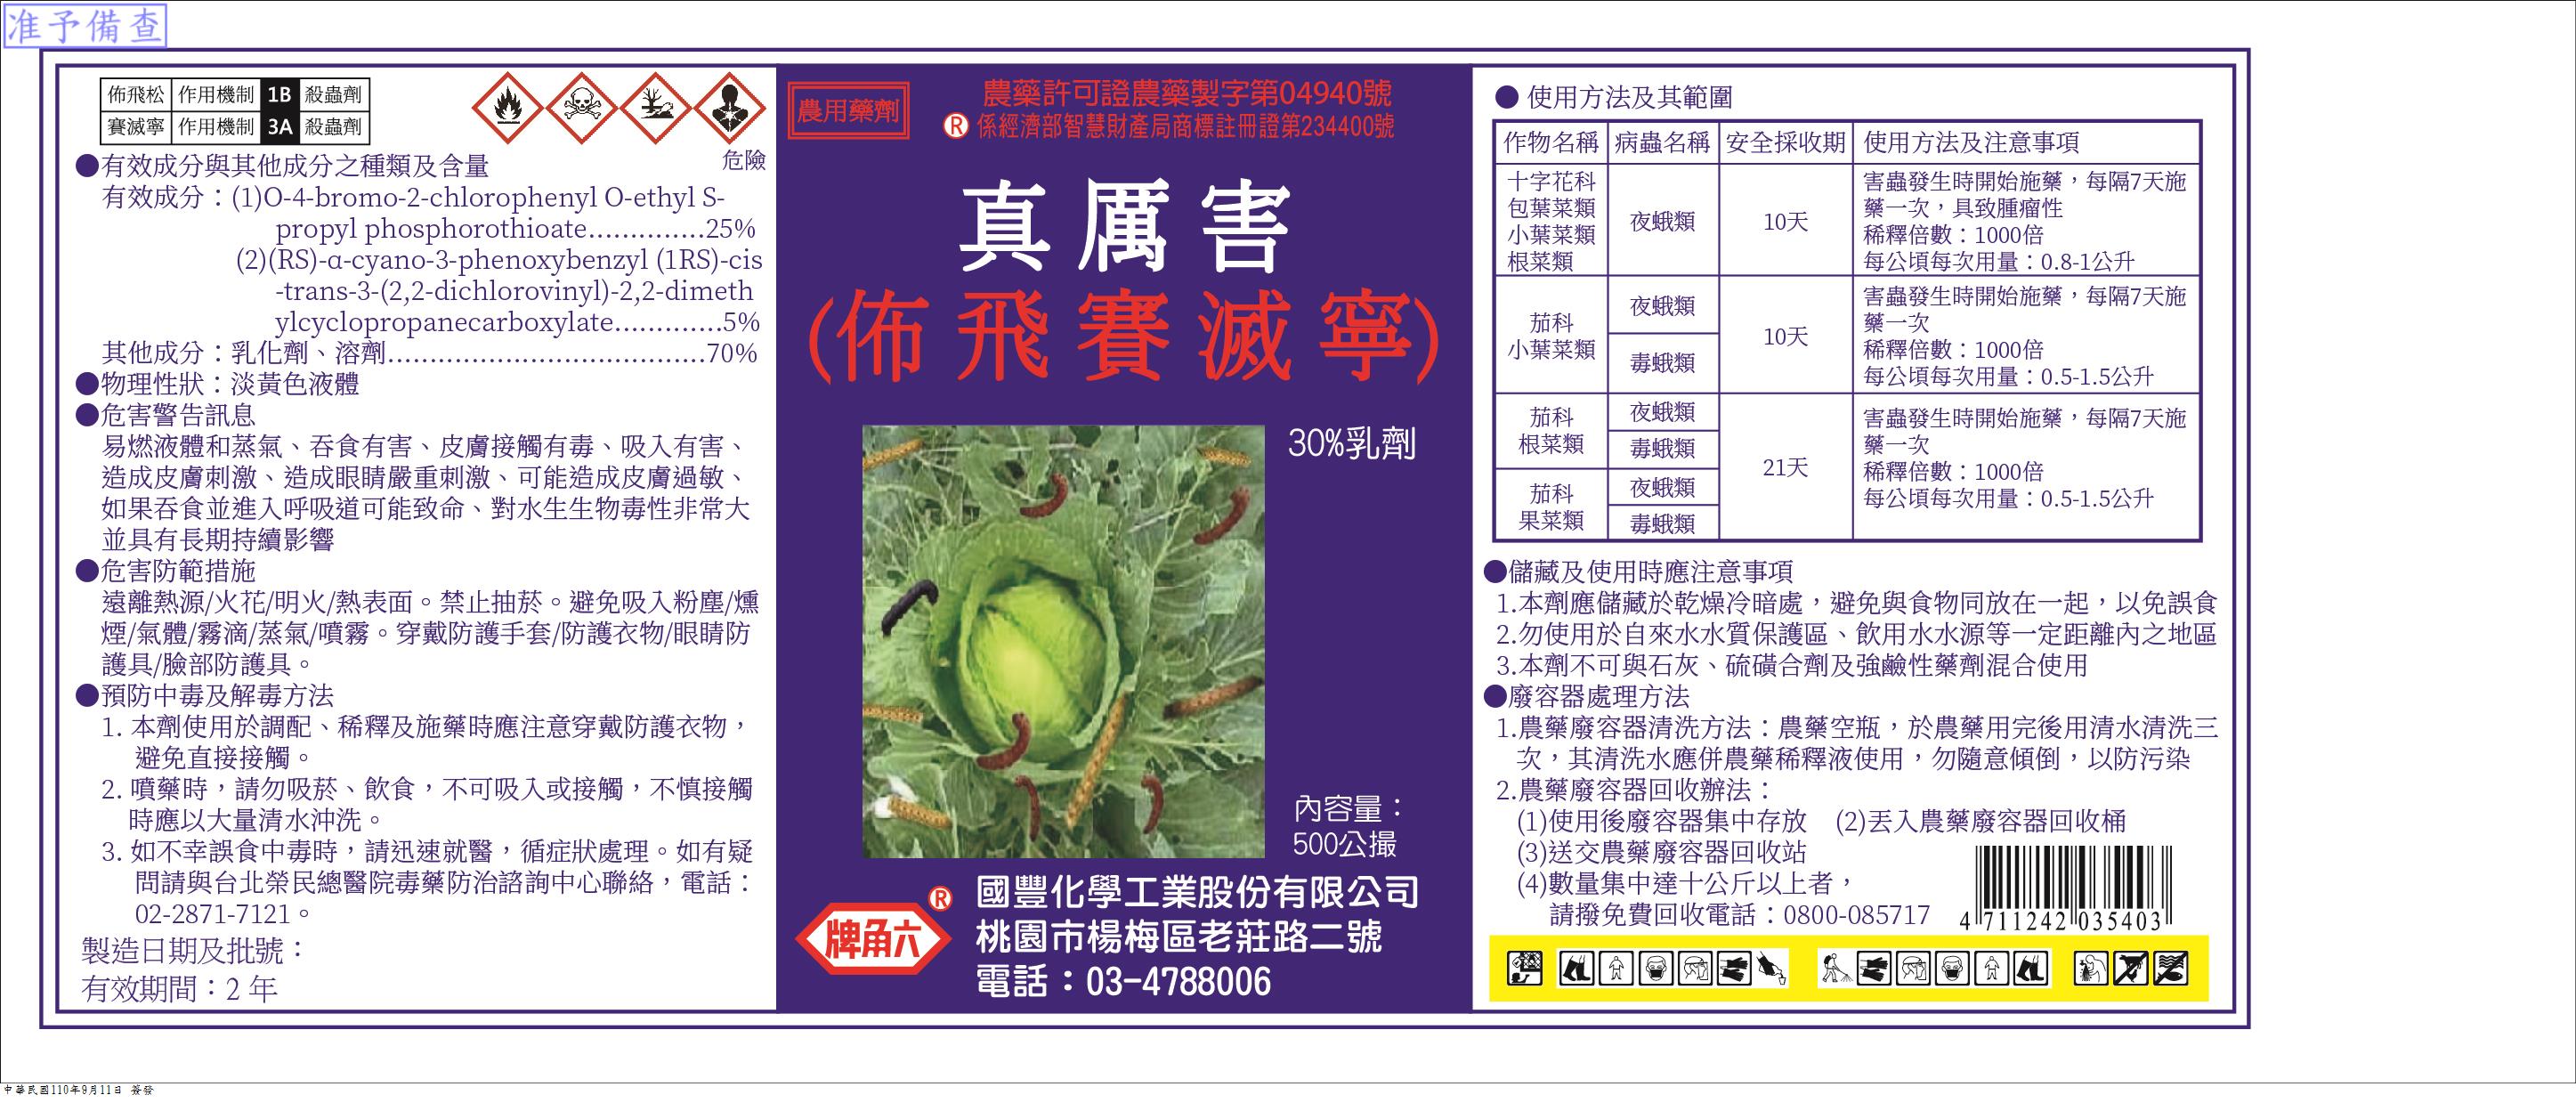 准予備查
佈飛松 作用機制 1B 殺蟲劑
賽滅寧 作用機制 3A 殺蟲劑
危險
●有效成分與其他成分之種類及含量
有效成分：(1)O-4-bromo-2-chlorophenyl O-ethyl S-
propyl phosphorothioate..............25%
(2)(RS)-α-cyano-3-phenoxybenzyl (1RS)-cis
-trans-3-(2,2-dichlorovinyl)-2,2-dimeth
ylcyclopropanecarboxylate.............5%
其他成分：乳化劑、溶劑......................................70%
●物理性狀：淡黃色液體
●危害警告訊息
易燃液體和蒸氣、吞食有害、皮膚接觸有毒、吸入有害、
造成皮膚刺激、造成眼睛嚴重刺激、可能造成皮膚過敏、
如果吞食並進入呼吸道可能致命、對水生生物毒性非常大
並具有長期持續影響
●危害防範措施
遠離熱源/火花/明火/熱表面。禁止抽菸。避免吸入粉塵/燻
煙/氣體/霧滴/蒸氣/噴霧。穿戴防護手套/防護衣物/眼睛防
護具/臉部防護具。
●預防中毒及解毒方法
1. 本劑使用於調配、稀釋及施藥時應注意穿戴防護衣物，
避免直接接觸。
2. 噴藥時，請勿吸菸、飲食，不可吸入或接觸，不慎接觸
時應以大量清水沖洗。
3. 如不幸誤食中毒時，請迅速就醫，循症狀處理。如有疑
問請與台北榮民總醫院毒藥防治諮詢中心聯絡，電話：
02-2871-7121。
製造日期及批號：
有效期間：2 年
農用藥劑
農藥許可證農藥製字第04940號
®係經濟部智慧財產局商標註冊證第234400號
真厲害
(佈飛賽滅寧)
30%乳劑
內容量：
500公撮
牌角六®
國豐化學工業股份有限公司
桃園市楊梅區老莊路二號
電話：03-4788006
● 使用方法及其範圍
作物名稱 病蟲名稱 安全採收期 使用方法及注意事項
十字花科
包葉菜類
小葉菜類
根菜類
夜蛾類
10天
害蟲發生時開始施藥，每隔7天施
藥一次，具致腫瘤性
稀釋倍數：1000倍
每公頃每次用量：0.8-1公升
茄科
小葉菜類
夜蛾類
毒蛾類
10天
害蟲發生時開始施藥，每隔7天施
藥一次
稀釋倍數：1000倍
每公頃每次用量：0.5-1.5公升
茄科
根菜類
夜蛾類
毒蛾類
茄科
果菜類
夜蛾類
毒蛾類
21天
害蟲發生時開始施藥，每隔7天施
藥一次
稀釋倍數：1000倍
每公頃每次用量：0.5-1.5公升
●儲藏及使用時應注意事項
1.本劑應儲藏於乾燥冷暗處，避免與食物同放在一起，以免誤食
2.勿使用於自來水水質保護區、飲用水水源等一定距離內之地區
3.本劑不可與石灰、硫磺合劑及強鹼性藥劑混合使用
●廢容器處理方法
1.農藥廢容器清洗方法：農藥空瓶，於農藥用完後用清水清洗三
次，其清洗水應併農藥稀釋液使用，勿隨意傾倒，以防污染
2.農藥廢容器回收辦法：
(1)使用後廢容器集中存放 (2)丟入農藥廢容器回收桶
(3)送交農藥廢容器回收站
(4)數量集中達十公斤以上者，
請撥免費回收電話：0800-085717
4 711242 035403
中華民國110年9月11日 簽發